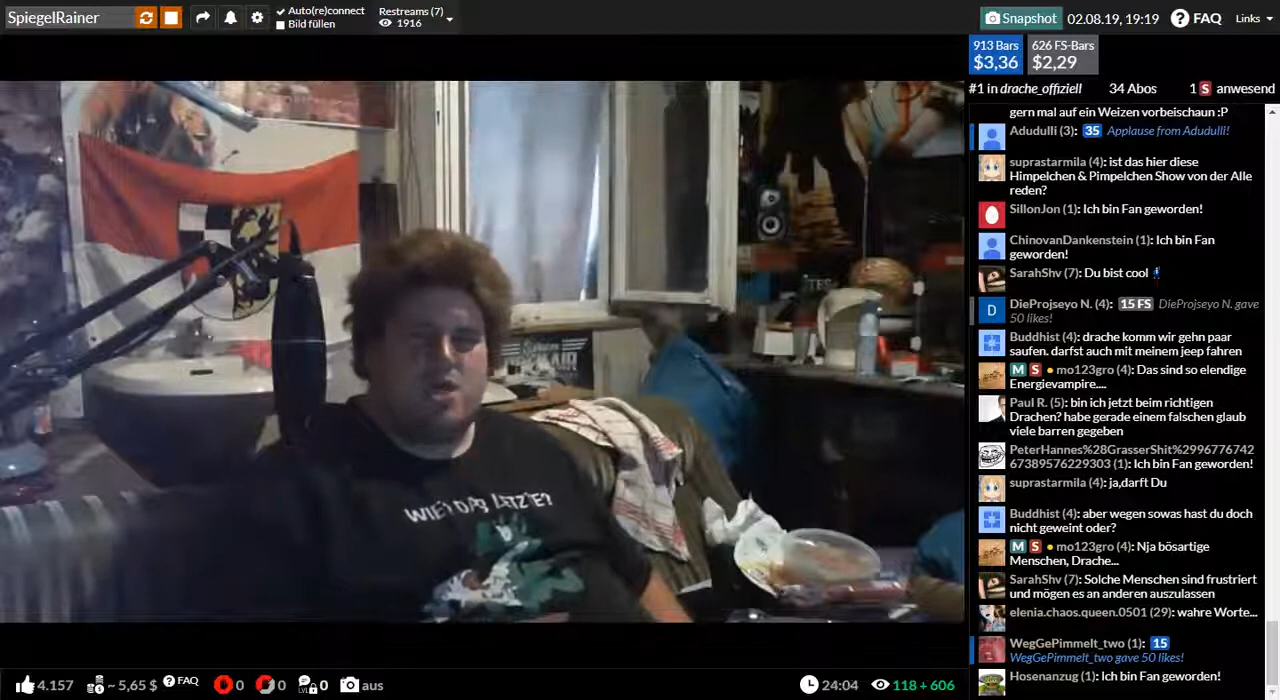 SpiegelRainer
Auto(re)connect
Bild füllen
Restreams (7)
1916
Snapshot
02.08.19, 19:19
FAQ
Links
913 Bars
$3,36
626 FS-Bars
$2,29
#1 in drache_offiziell
34 Abos
1 S anwesend
gern mal auf ein Weizen vorbeischaun :P
Adudulli (3): 35 Applause from Adudulli!
suprastarmila (4): ist das hier diese
Himpelchen & Pimpelchen Show von der Alle
reden?
SillonJon (1): Ich bin Fan geworden!
ChinovanDankenstein (1): Ich bin Fan
geworden!
SarahShv (7): Du bist cool
D
DieProjseyo N. (4): 15 FS DieProjseyo N. gave
50 likes!
Buddhist (4): drache komm wir gehn paar
saufen. darfst auch mit meinem jeep fahren
M S mo123gro (4): Das sind so elendige
Energievampire....
Paul R. (5): bin ich jetzt beim richtigen
Drachen? habe gerade einem falschen glaub
viele barren gegeben
PeterHannes%28GrasserShit%2996776742
67389576229303 (1): Ich bin Fan geworden!
suprastarmila (4): ja,darft Du
Buddhist (4): aber wegen sowas hast du doch
nicht geweint oder?
M S mo123gro (4): Nja bösartige
Menschen, Drache...
SarahShv (7): Solche Menschen sind frustriert
und mögen es an anderen auszulassen
elenia.chaos.queen.0501 (29): wahre Worte...
WegGePimmelt_two (1): 15
WegGePimmelt_two gave 50 likes!
Hosenanzug (1): Ich bin Fan geworden!
4.157
~ 5,65 $
FAQ
0
0
LVL
0
aus
24:04
118 + 606